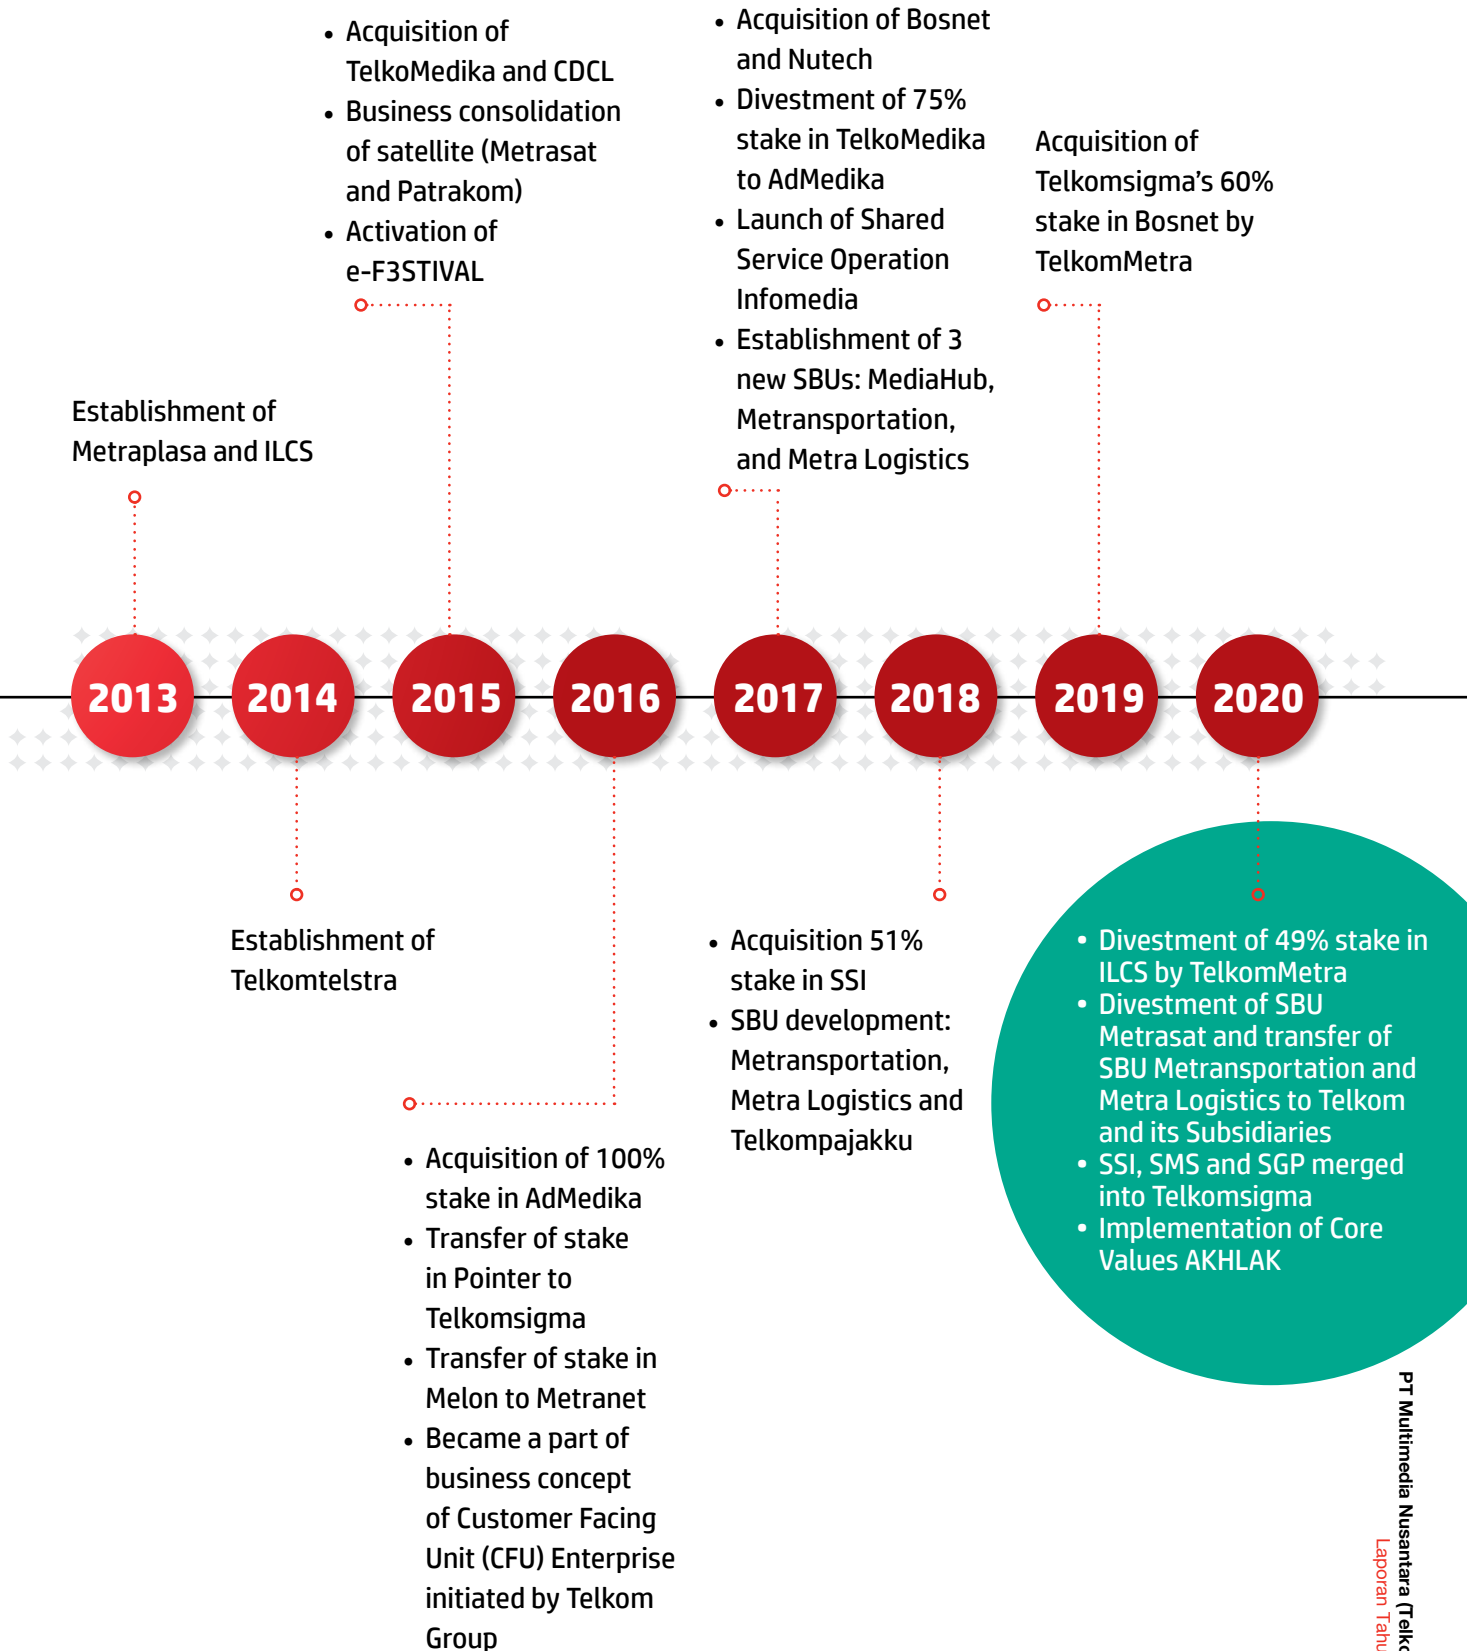 • Acquisition of
TelkoMedika and CDCL
• Business consolidation
of satellite (Metrasat
and Patrakom)
• Activation of
e-F3STIVAL
• Acquisition of Bosnet
and Nutech
• Divestment of 75%
stake in TelkoMedika
to AdMedika
• Launch of Shared
Service Operation
Infomedia
• Establishment of 3
new SBUs: MediaHub,
Metransportation,
and Metra Logistics
Acquisition of
Telkomsigma’s 60%
stake in Bosnet by
TelkomMetra
Establishment of
Metraplasa and ILCS
2013
2014
2015
2016
2017
2018
2019
2020
Establishment of
Telkomtelstra
• Acquisition of 100%
stake in AdMedika
• Transfer of stake
in Pointer to
Telkomsigma
• Transfer of stake in
Melon to Metranet
• Became a part of
business concept
of Customer Facing
Unit (CFU) Enterprise
initiated by Telkom
Group
• Acquisition 51%
stake in SSI
• SBU development:
Metransportation,
Metra Logistics and
Telkompajakku
• Divestment of 49% stake in
ILCS by TelkomMetra
• Divestment of SBU
Metrasat and transfer of
SBU Metransportation and
Metra Logistics to Telkom
and its Subsidiaries
• SSI, SMS and SGP merged
into Telkomsigma
• Implementation of Core
Values AKHLAK
PT Multimedia Nusantara
Laporan